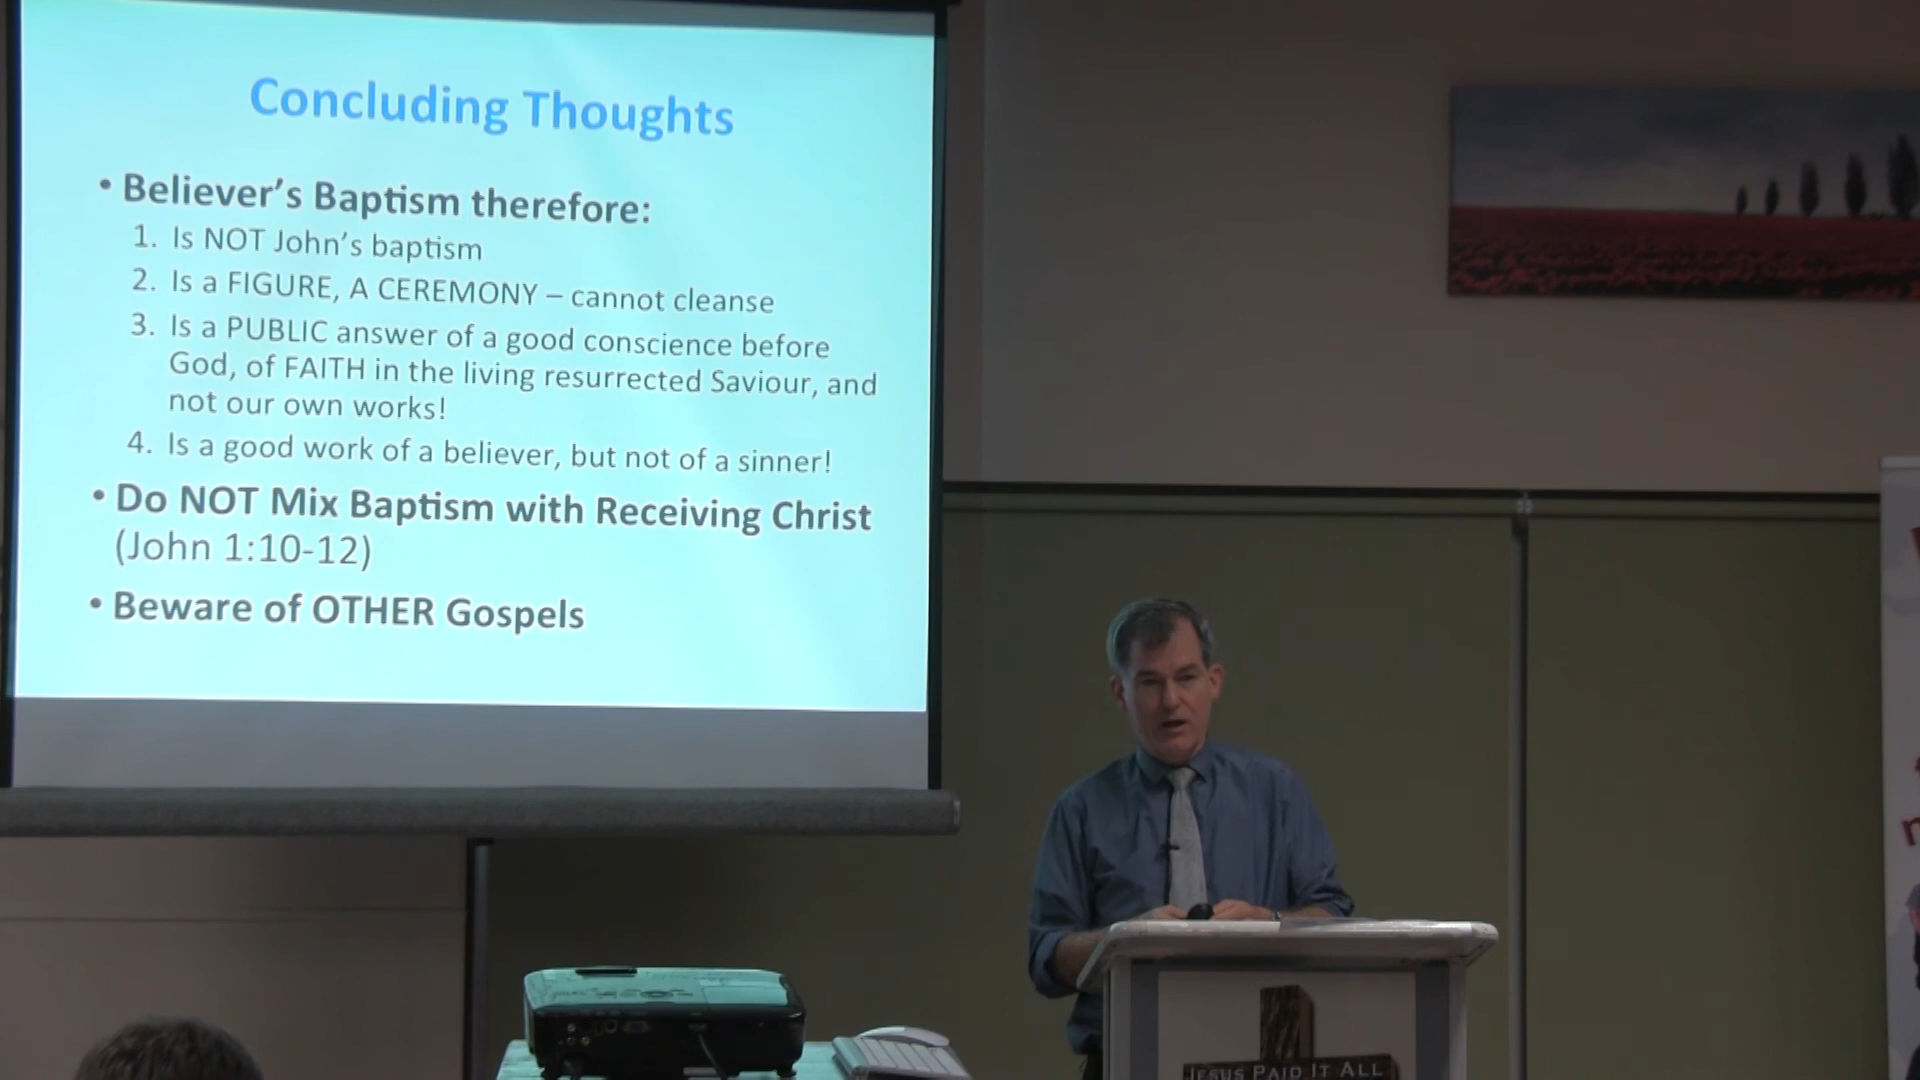 Concluding Thoughts
• Believer's Baptism therefore:
1. Is NOT John's baptism
2. Is a FIGURE, A CEREMONY – cannot cleanse
3. Is a PUBLIC answer of a good conscience before
God, of FAITH in the living resurrected Saviour, and
not our own works!
4. Is a good work of a believer, but not of a sinner!
• Do NOT Mix Baptism with Receiving Christ
(John 1:10-12)
• Beware of OTHER Gospels
JESUS PAID IT ALL